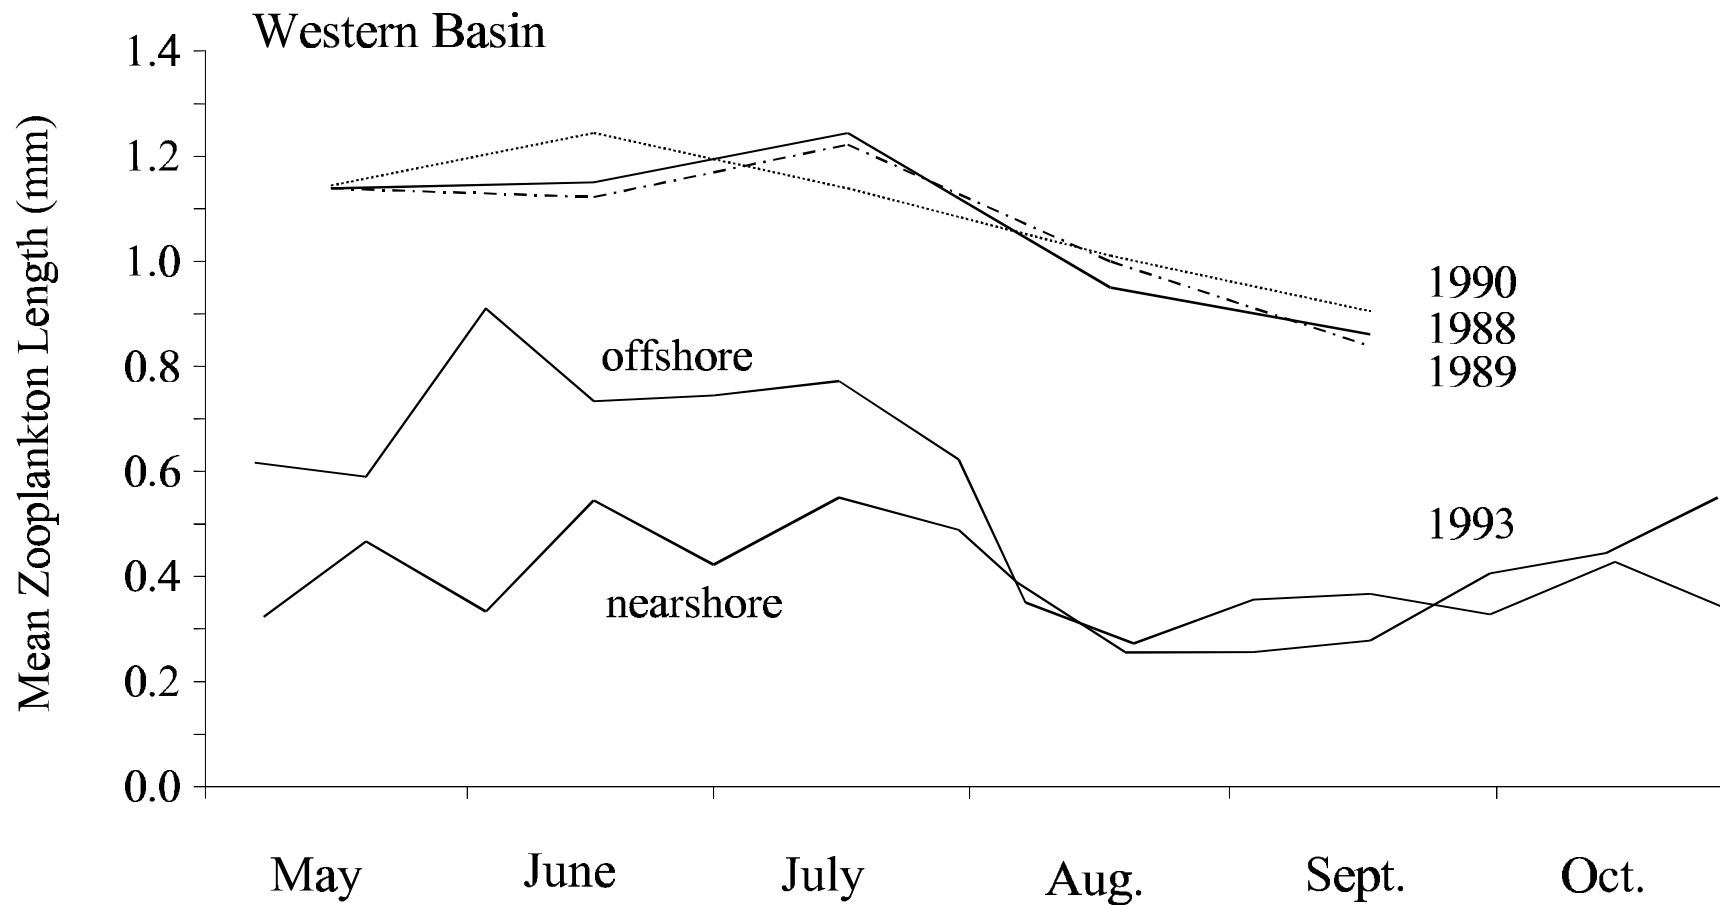 Western Basin
Mean Zooplankton Length (mm)
1.4
1.2
1.0
0.8
0.6
0.4
0.2
0.0
1990
1988
1989
offshore
1993
nearshore
May June July Aug. Sept. Oct.